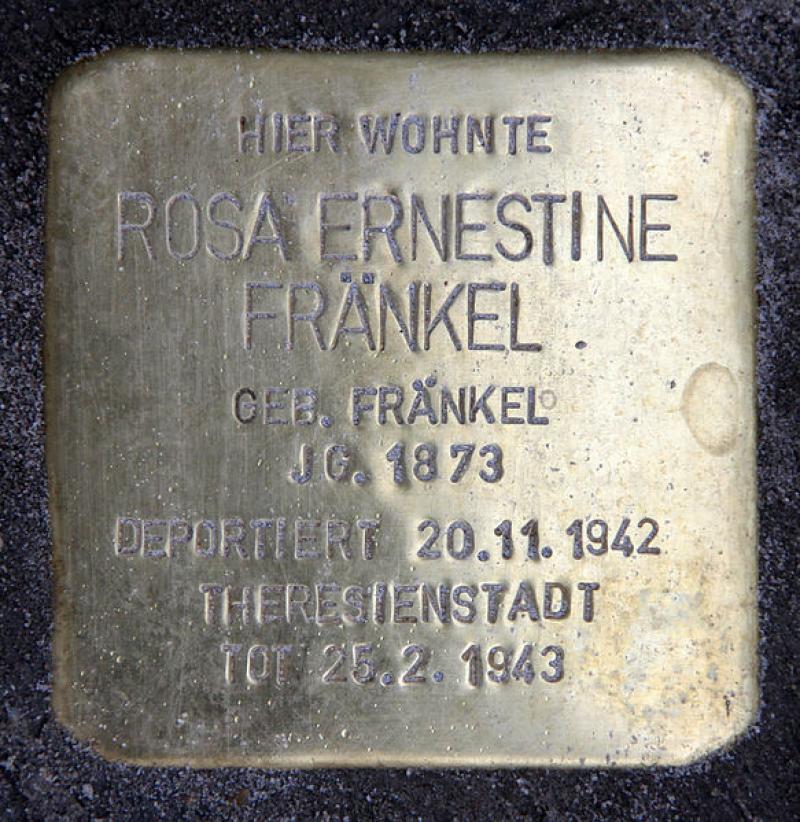 HIER WOHNTE
ROSA ERNESTINE
FRÄNKEL
GEB. FRÄNKEL
JG. 1873
DEPORTIERT 20.11.1942
THERESIENSTADT
TOT 25.2.1943